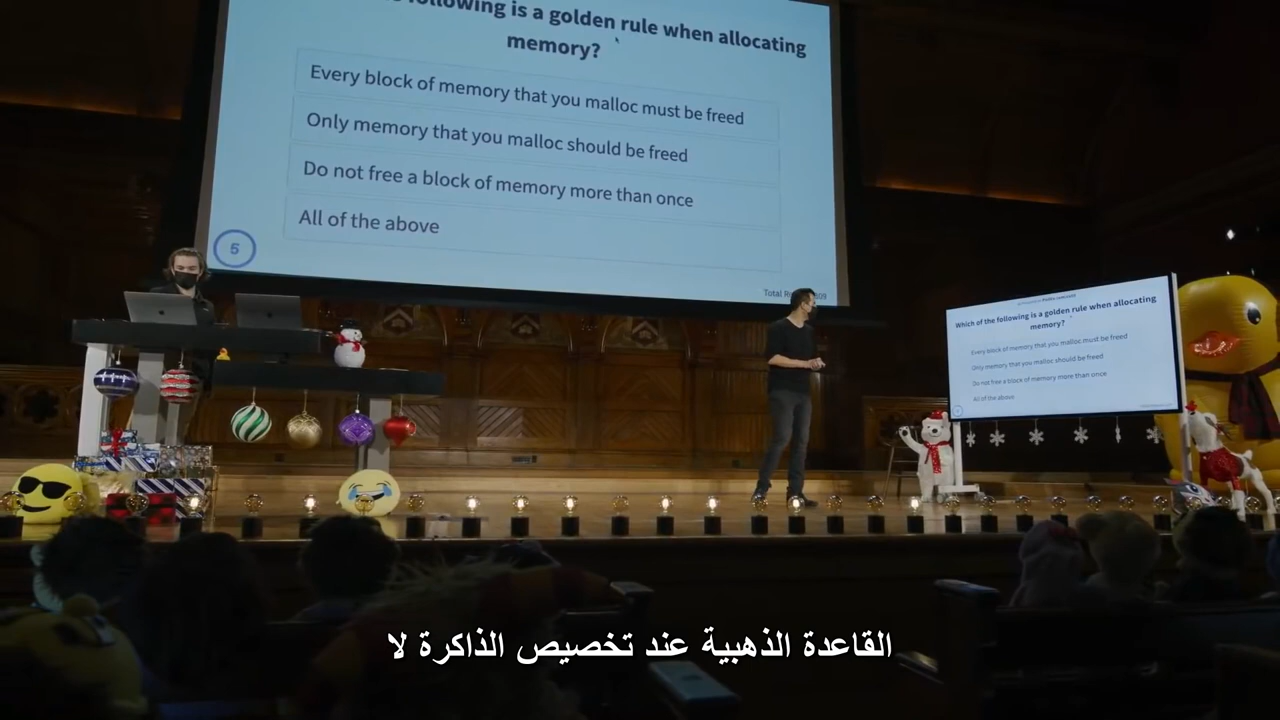 following is a golden rule when allocating
memory?
Every block of memory that you malloc must be freed
Only memory that you malloc should be freed
Do not free a block of memory more than once
All of the above
5
Total
Which of the following is a golden rule when allocating
memory?
Every block of memory that you malloc must be freed
Only memory that you malloc should be freed
Do not free a block of memory more than once
All of the above
القاعدة الذهبية عند تخصيص الذاكرة لا